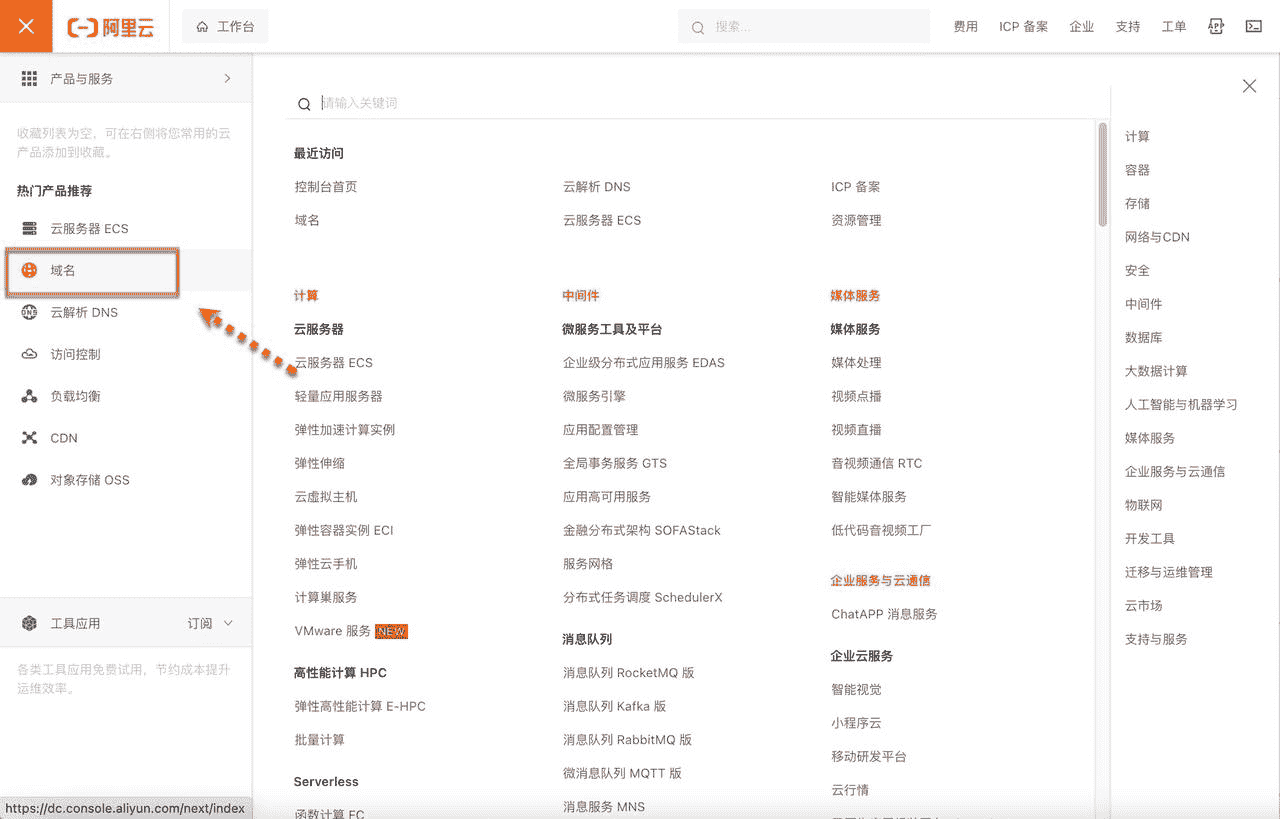 阿里云
工作台
搜索...
费用
ICP 备案
企业
支持
工单
产品与服务
收藏列表为空，可在右侧将您常用的云
产品添加到收藏。
热门产品推荐
云服务器 ECS
域名
云解析 DNS
访问控制
负载均衡
CDN
对象存储 OSS
工具应用
订阅
各类工具应用免费试用，节约成本提升
运维效率。
https://dc.console.aliyun.com/next/index
请输入关键词
最近访问
控制台首页
云解析 DNS
ICP 备案
域名
云服务器 ECS
资源管理
计算
云服务器
云服务器 ECS
轻量应用服务器
弹性加速计算实例
弹性伸缩
云虚拟主机
弹性容器实例 ECI
弹性云手机
计算巢服务
VMware 服务 NEW
高性能计算 HPC
弹性高性能计算 E-HPC
批量计算
Serverless
函数计算 FC
中间件
微服务工具及平台
企业级分布式应用服务 EDAS
微服务引擎
应用配置管理
全局事务服务 GTS
应用高可用服务
金融分布式架构 SOFAStack
服务网格
分布式任务调度 SchedulerX
消息队列
消息队列 RocketMQ 版
消息队列 Kafka 版
消息队列 RabbitMQ 版
微消息队列 MQTT 版
消息服务 MNS
媒体服务
媒体服务
媒体处理
视频点播
视频直播
音视频通信 RTC
智能媒体服务
低代码音视频工厂
企业服务与云通信
ChatAPP 消息服务
企业云服务
智能视觉
小程序云
移动研发平台
云行情
计算
容器
存储
网络与CDN
安全
中间件
数据库
大数据计算
人工智能与机器学习
媒体服务
企业服务与云通信
物联网
开发工具
迁移与运维管理
云市场
支持与服务